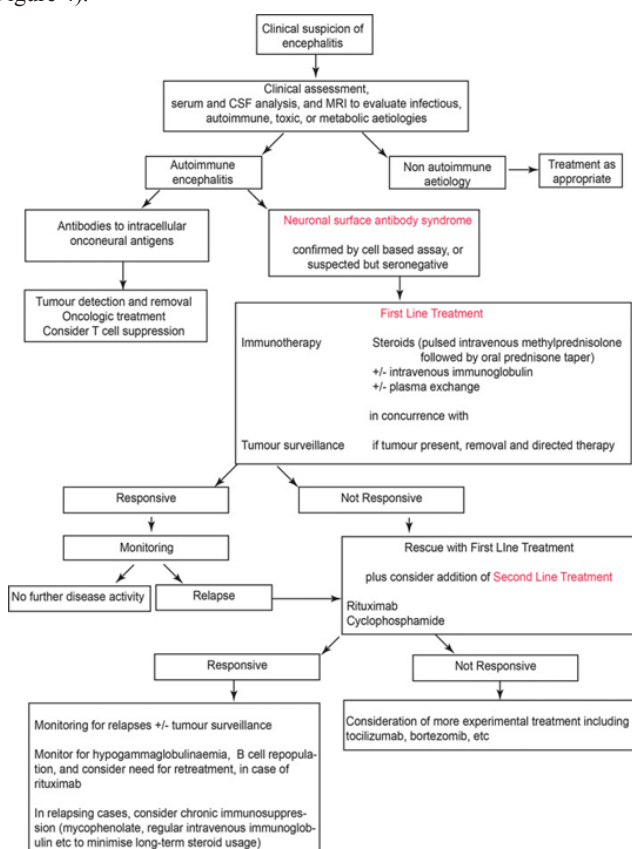 Figure 4).
Clinical suspicion of
encephalitis
Clinical assessment,
serum and CSF analysis, and MRI to evaluate infectious,
autoimmune, toxic, or metabolic aetiologies
Autoimmune
encephalitis
Non autoimmune
aetiology
Treatment as
appropriate
Antibodies to intracellular
onconeural antigens
Neuronal surface antibody syndrome
confirmed by cell based assay, or
suspected but seronegative
Tumour detection and removal
Oncologic treatment
Consider T cell suppression
First Line Treatment
Immunotherapy Steroids (pulsed intravenous methylprednisolone
followed by oral prednisone taper)
+/- intravenous immunoglobulin
+/- plasma exchange
in concurrence with
Tumour surveillance if tumour present, removal and directed therapy
Responsive
Not Responsive
Monitoring
No further disease activity
Relapse
Rescue with First LIne Treatment
plus consider addition of Second Line Treatment
Rituximab
Cyclophosphamide
Responsive
Not Responsive
Monitoring for relapses +/- tumour surveillance
Monitor for hypogammaglobulinaemia, B cell repopula-
tion, and consider need for retreatment, in case of
rituximab
In relapsing cases, consider chronic immunosuppres-
sion (mycophenolate, regular intravenous immunoglob-
ulin etc to minimise long-term steroid usage)
Consideration of more experimental treatment including
tocilizumab, bortezomib, etc